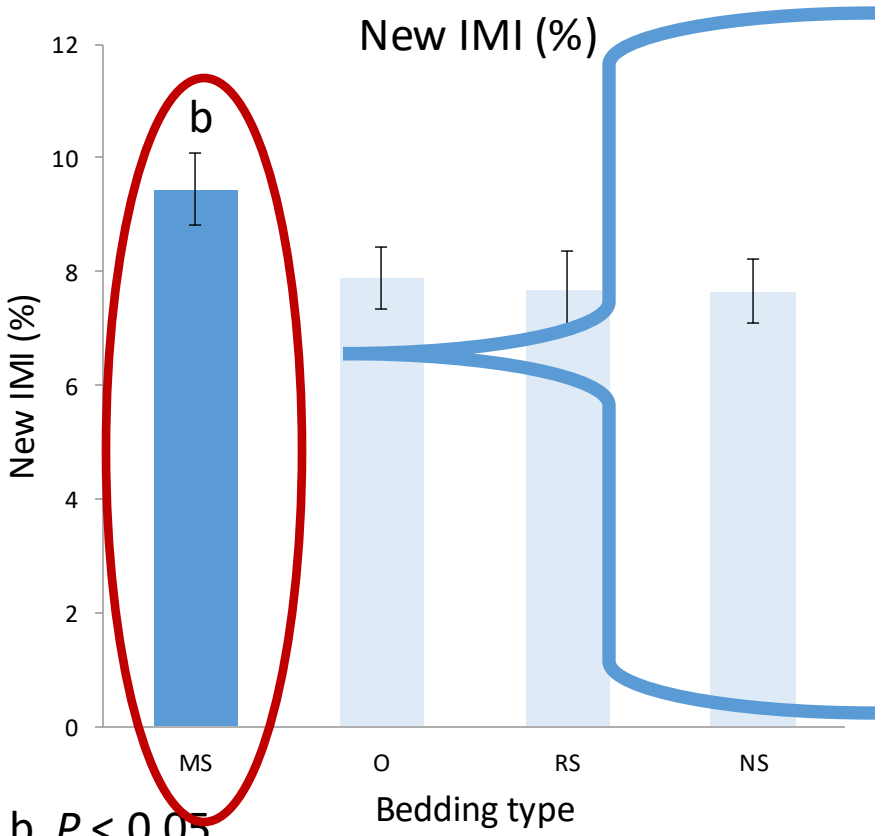 New IMI (%)
12
b
10
8
6
4
2
0
New IMI (%)
MS O RS NS
Bedding type
b P < 0.05